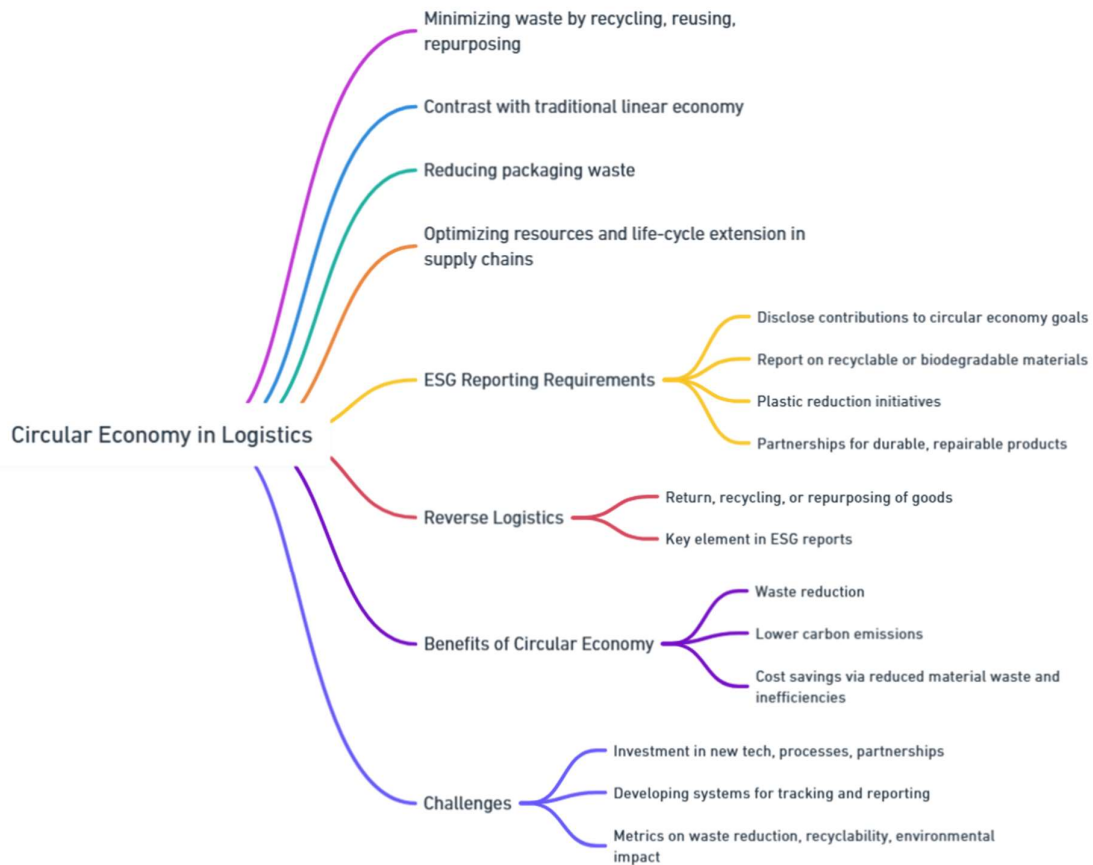 Minimizing waste by recycling, reusing,
repurposing
Contrast with traditional linear economy
Reducing packaging waste
Optimizing resources and life-cycle extension in
supply chains
Disclose contributions to circular economy goals
Report on recyclable or biodegradable materials
ESG Reporting Requirements
Plastic reduction initiatives
Partnerships for durable, repairable products
Circular Economy in Logistics
Return, recycling, or repurposing of goods
Reverse Logistics
Key element in ESG reports
Waste reduction
Lower carbon emissions
Benefits of Circular Economy
Cost savings via reduced material waste and
inefficiencies
Investment in new tech, processes, partnerships
Developing systems for tracking and reporting
Challenges
Metrics on waste reduction, recyclability, environmental
impact